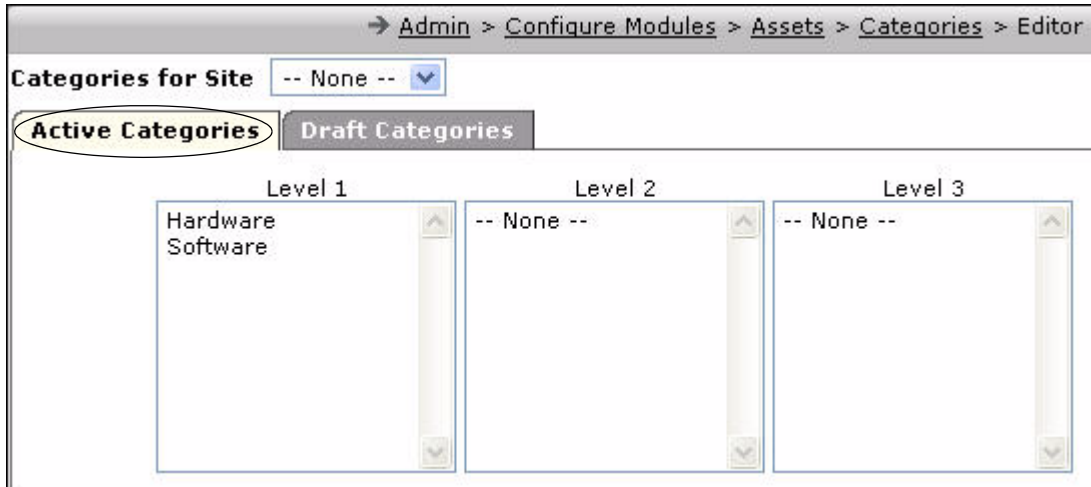 → Admin > Configure Modules > Assets > Categories > Editor
Categories for Site -- None --
Active Categories Draft Categories
Level 1 Level 2 Level 3
Hardware -- None -- -- None --
Software